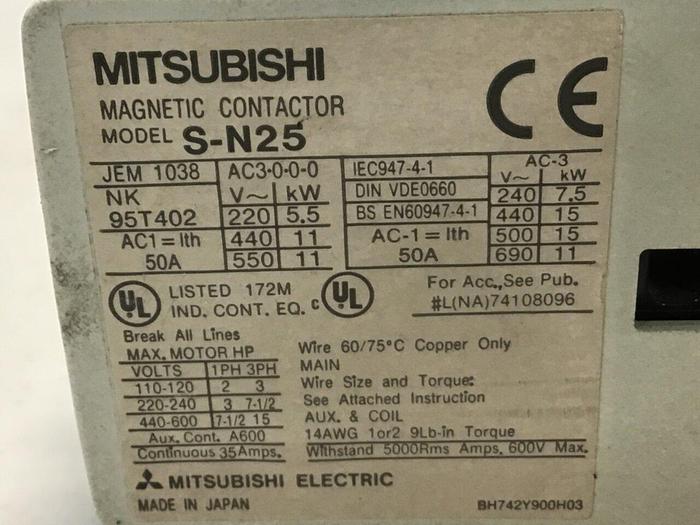 MITSUBISHI
MAGNETIC CONTACTOR
MODEL S-N25
CE
JEM 1038 AC3·0-0-0
NK V~ kW
95T402 220 5.5
AC1=Ith 440 11
50A 550 11
IEC947-4-1 AC-3
DIN VDE0660 V~ kW
BS EN60947-4-1 240 7.5
440 15
AC-1=Ith 500 15
50A 690 11
UL LISTED 172M
IND. CONT. EQ. c UL
For Acc.,See Pub.
#L(NA)74108096
Break All Lines
MAX. MOTOR HP
VOLTS 1PH 3PH
110-120 2 3
220-240 3 7-1/2
440-600 7-1/2 15
Aux. Cont. A600
Continuous 35Amps.
Wire 60/75°C Copper Only
MAIN
Wire Size and Torque:
See Attached Instruction
AUX. & COIL
14AWG 1or2 9Lb-in Torque
Withstand 5000Rms Amps. 600V Max.
MITSUBISHI ELECTRIC
MADE IN JAPAN
BH742Y900H03